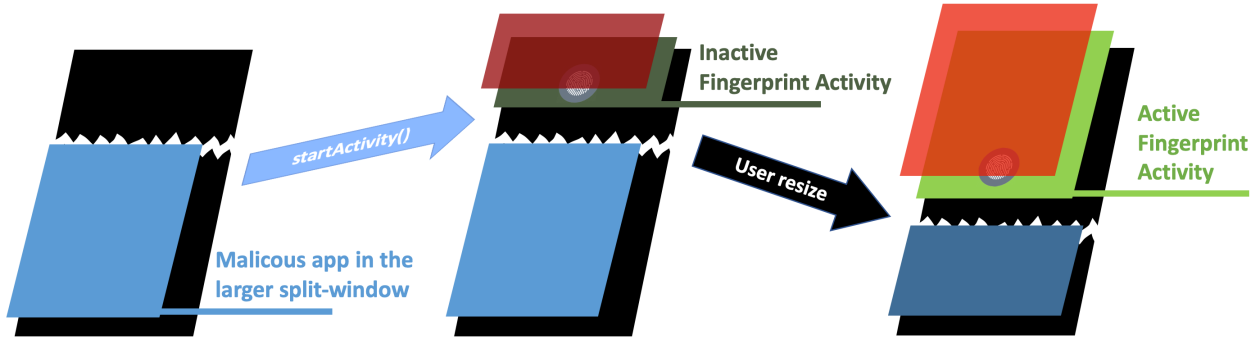 startActivity()
Malicous app in the
larger split-window
Inactive
Fingerprint Activity
User resize
Active
Fingerprint
Activity